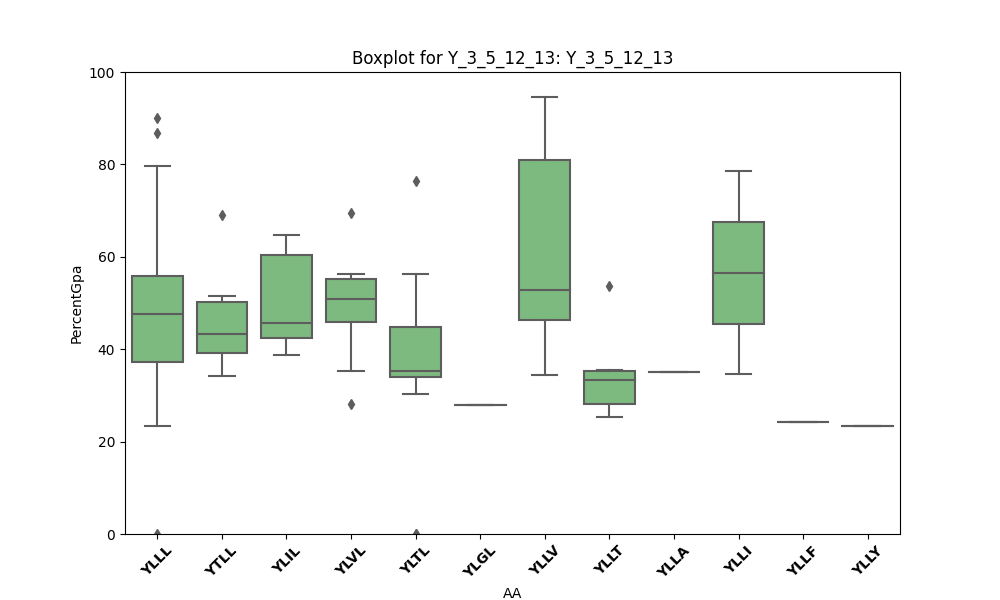 Boxplot for Y_3_5_12_13: Y_3_5_12_13
100
80
60
40
20
0
PercentGpa
YLLL YTLL YLIL YLVL YLTL YLGL YLLV YLLT YLLA YLLI YLLF YLLY
AA